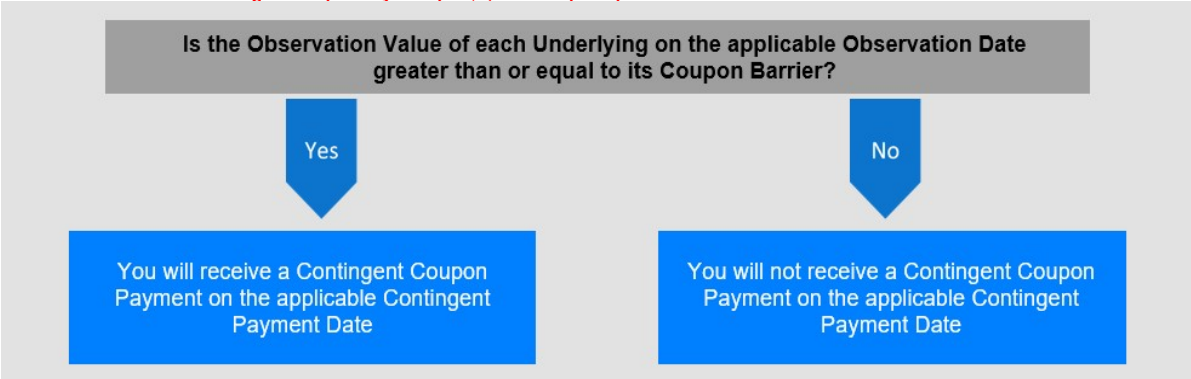 Is the Observation Value of each Underlying on the applicable Observation Date
greater than or equal to its Coupon Barrier?
Yes
No
You will receive a Contingent Coupon
Payment on the applicable Contingent
Payment Date
You will not receive a Contingent Coupon
Payment on the applicable Contingent
Payment Date